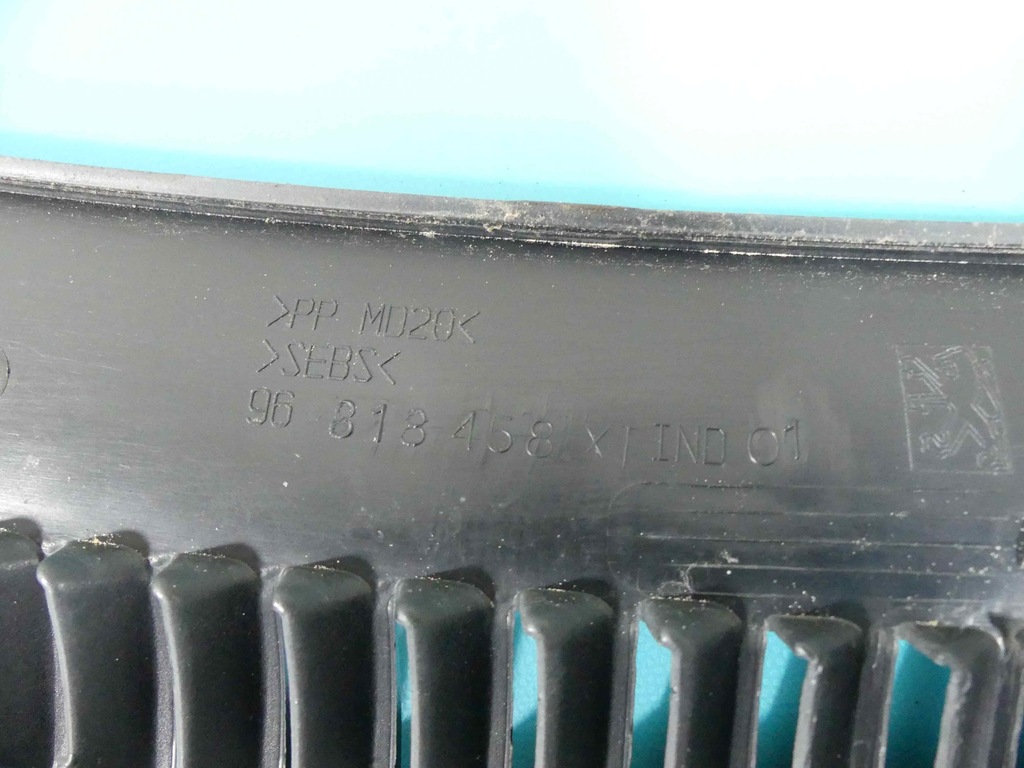 >PP MD20<
>SEBS<
96 813 458 XT IND 01